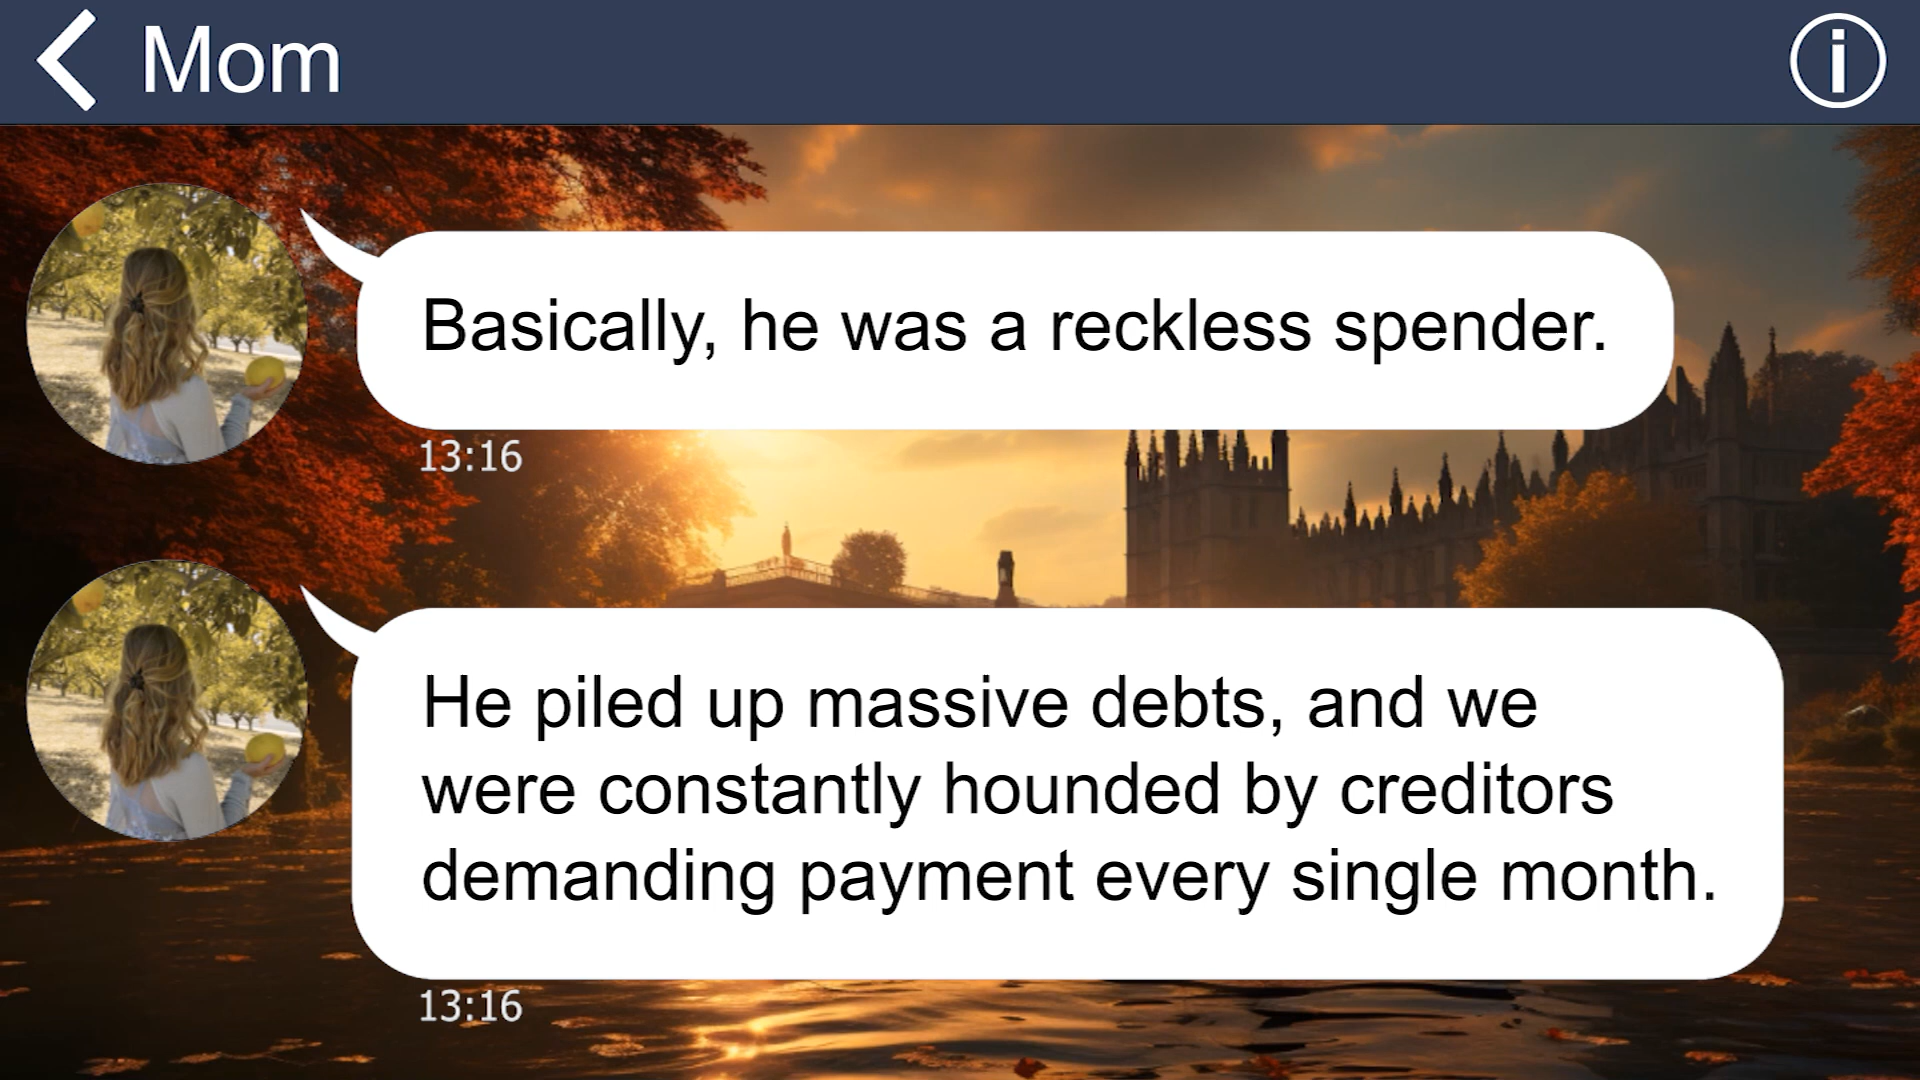 Mom
Basically, he was a reckless spender.
13:16
He piled up massive debts, and we
were constantly hounded by creditors
demanding payment every single month.
13:16